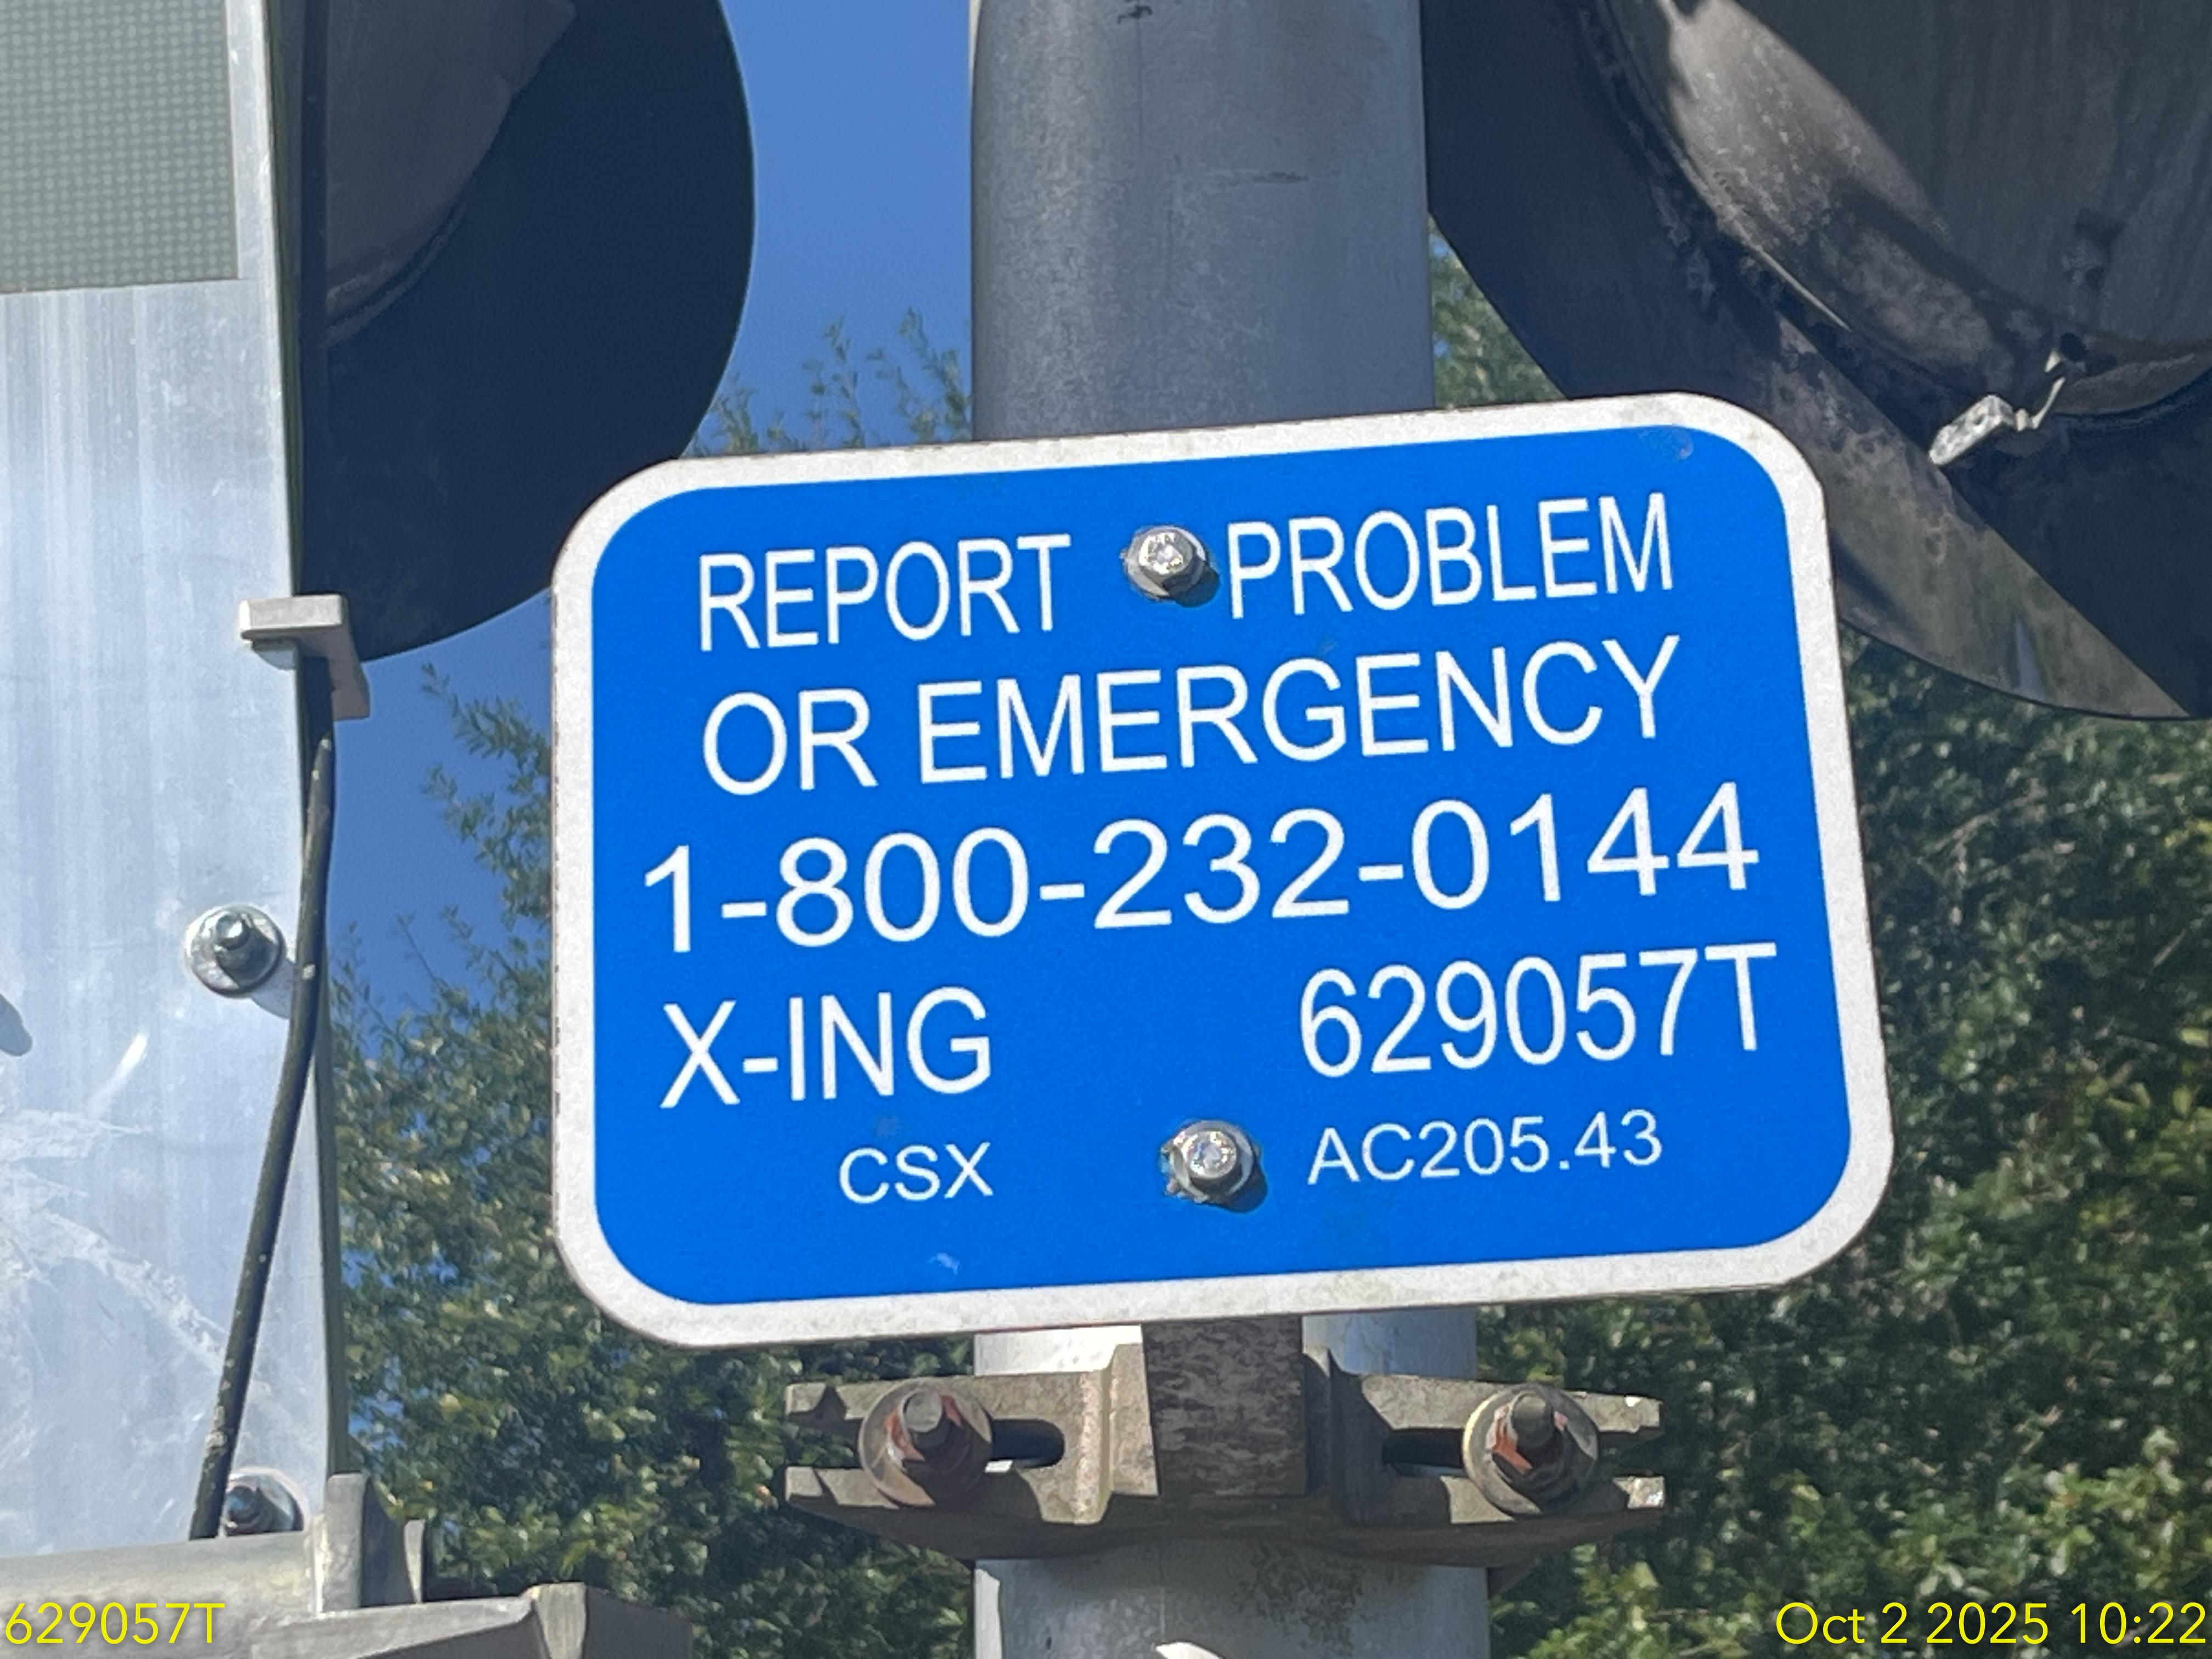 REPORT PROBLEM
OR EMERGENCY
1-800-232-0144
X-ING 629057T
CSX AC205.43
629057T
Oct 2 2025 10:22